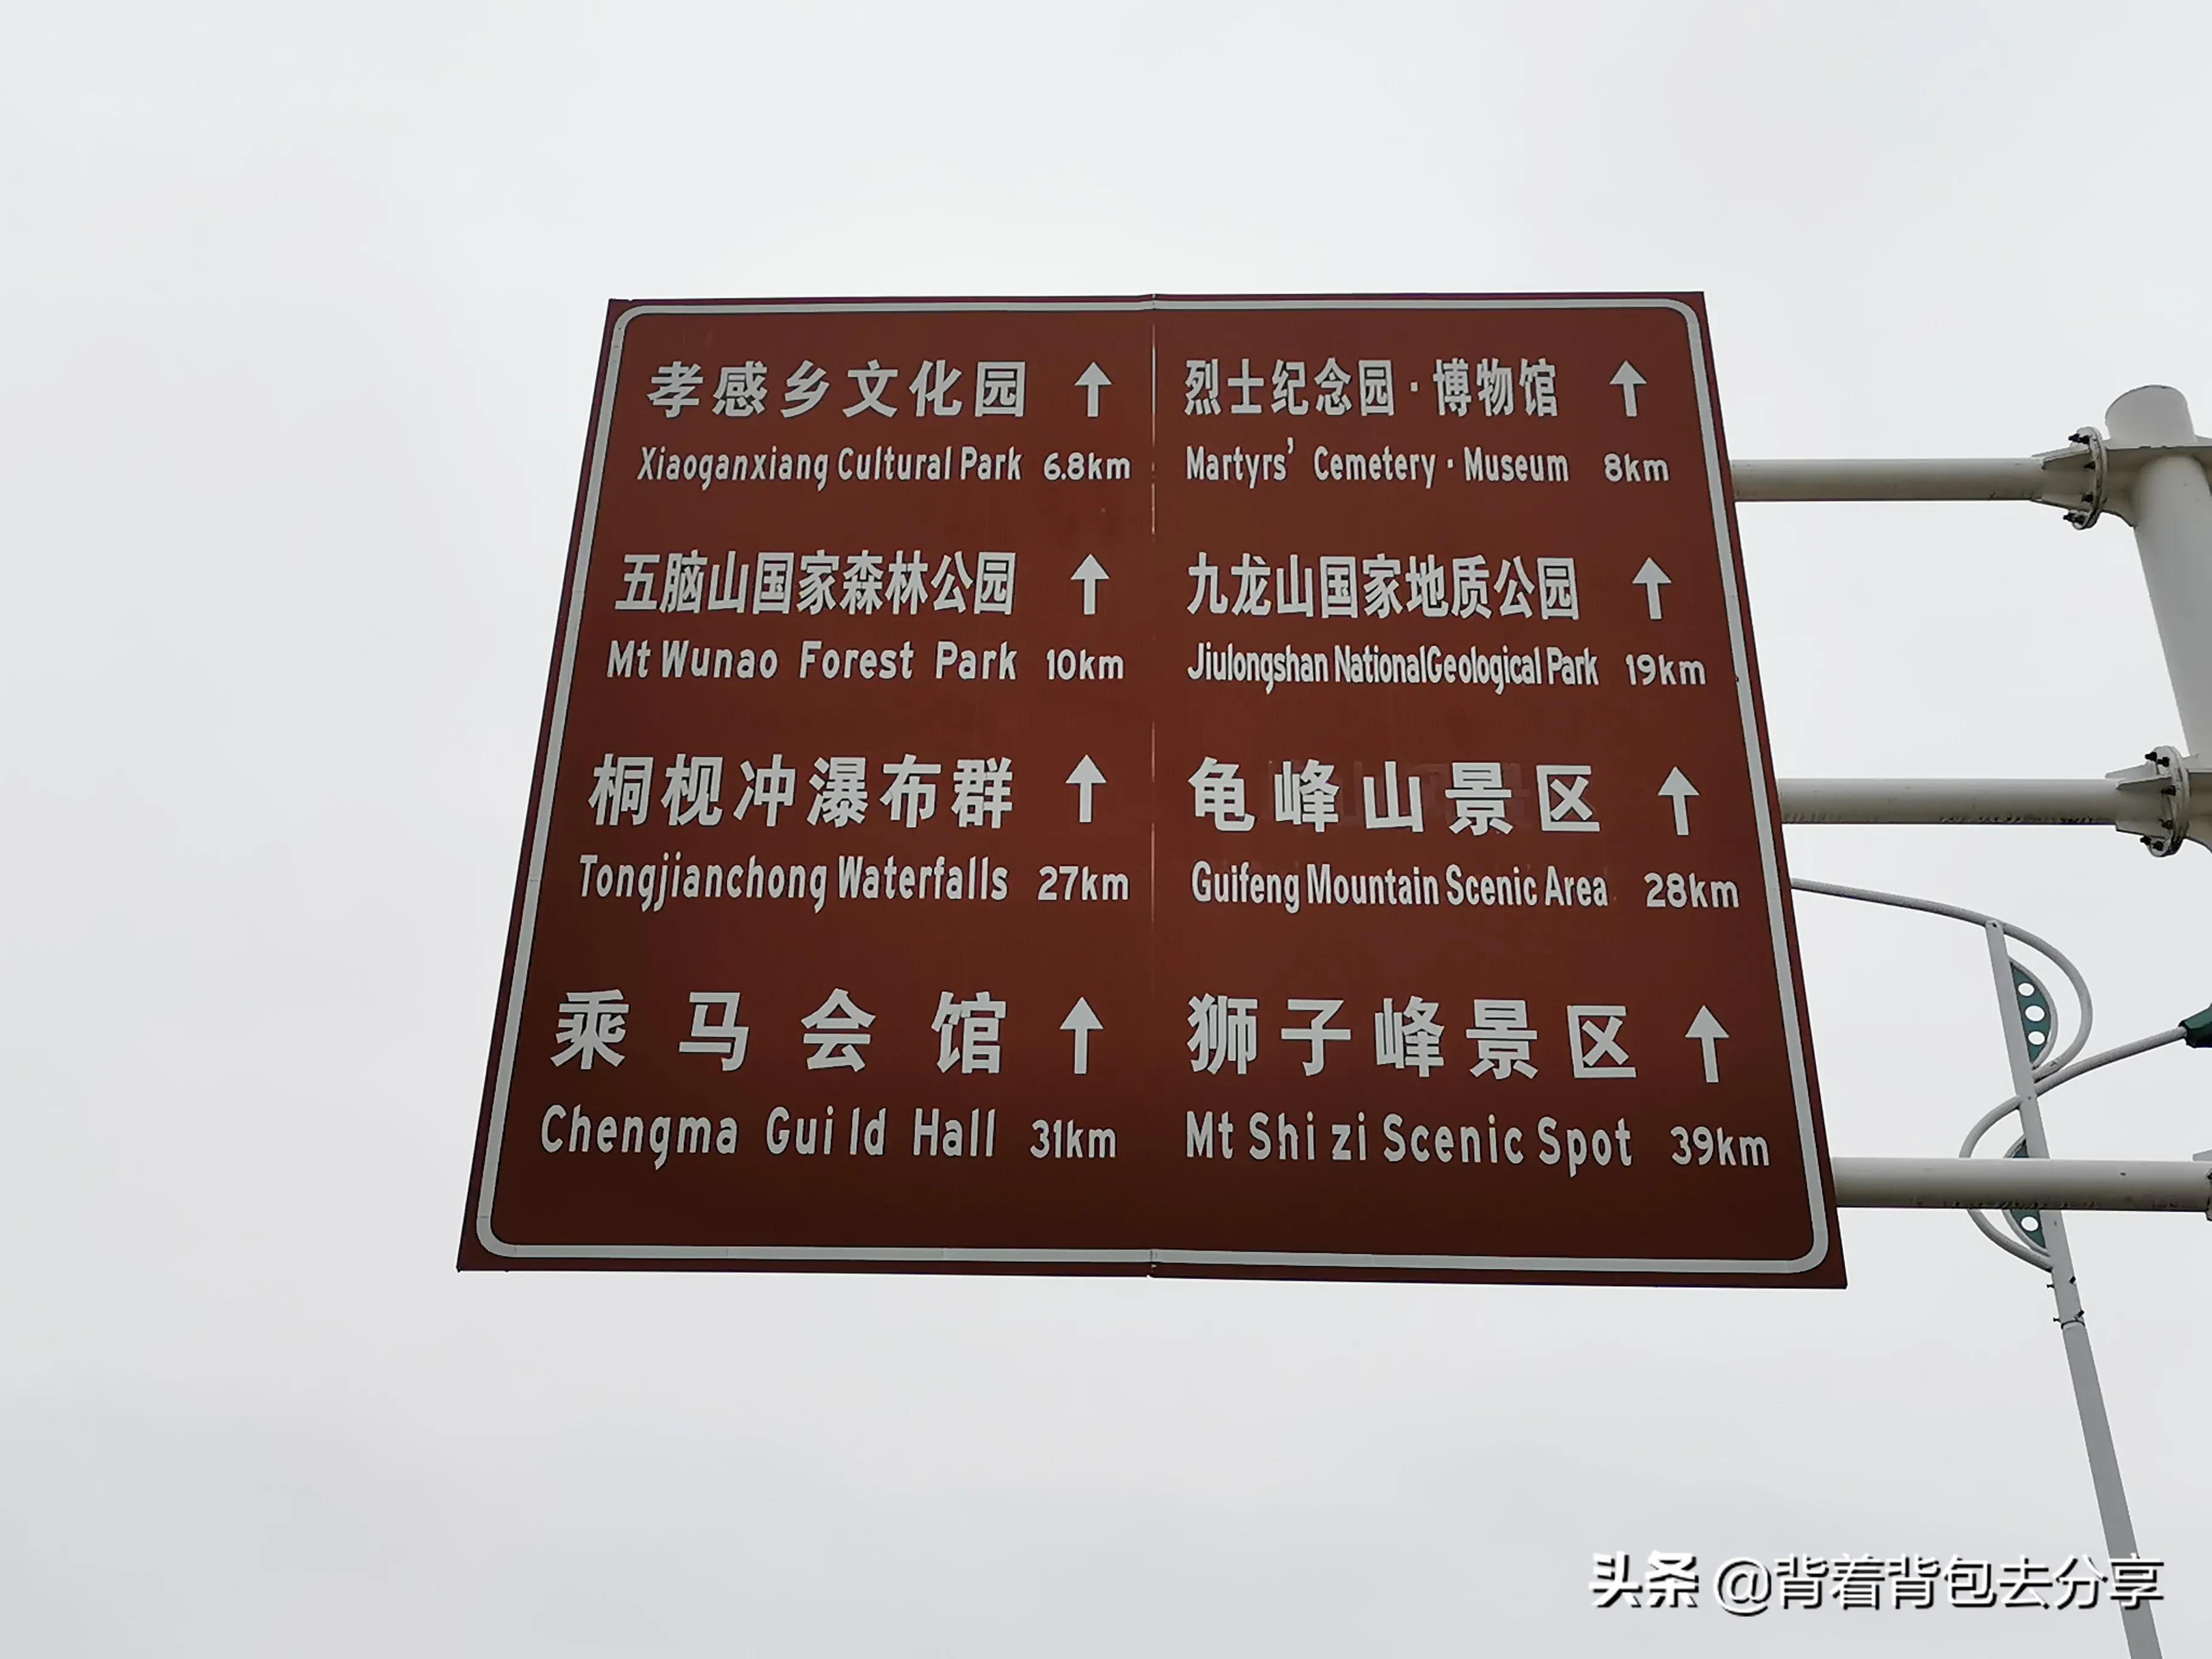 孝感乡文化园
Xiaoganxiang Cultural Park 6.8km
五脑山国家森林公园
Mt Wunao Forest Park 10km
桐枧冲瀑布群
Tongjianchong Waterfalls 27km
乘马会馆
Chengma Guild Hall 31km
烈士纪念园·博物馆
Martyrs' Cemetery·Museum 8km
九龙山国家地质公园
Jiulongshan NationalGeological Park 19km
龟峰山景区
Guifeng Mountain Scenic Area 28km
狮子峰景区
Mt Shizi Scenic Spot 39km
头条 @背着背包去分享